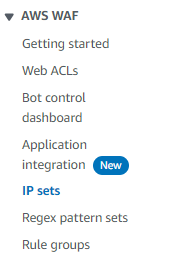 AWS WAF
Getting started
Web ACLs
Bot control
dashboard
Application
integration New
IP sets
Regex pattern sets
Rule groups